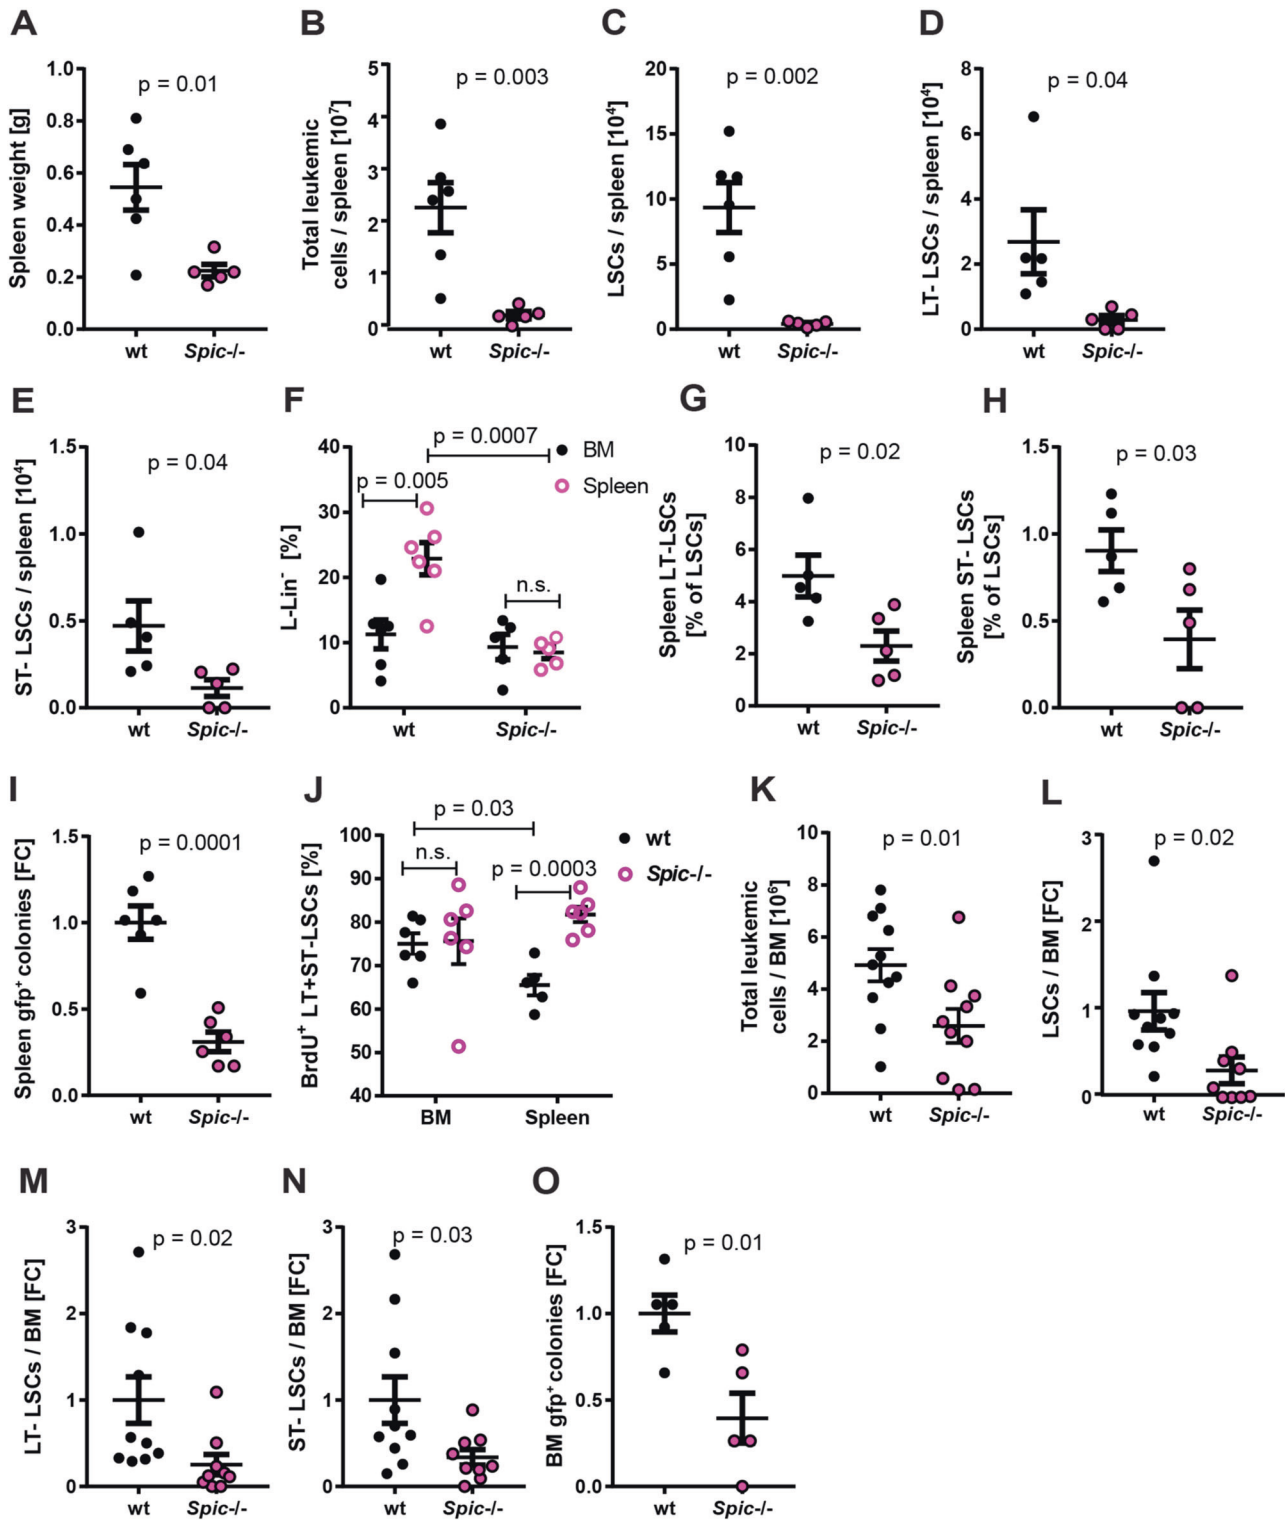 A
Spleen weight [g]
1.0
0.8
0.6
0.4
0.2
0.0
p = 0.01
wt
Spic-/-
B
Total leukemic
cells / spleen [10⁷]
5
4
3
2
1
0
p = 0.003
wt
Spic-/-
C
LSCs / spleen [10⁴]
20
15
10
5
0
p = 0.002
wt
Spic-/-
D
LT- LSCs / spleen [10⁴]
8
6
4
2
0
p = 0.04
wt
Spic-/-
E
ST- LSCs / spleen [10⁴]
1.5
1.0
0.5
0.0
p = 0.04
wt
Spic-/-
F
L-Lin⁻ [%]
40
30
20
10
0
p = 0.0007
p = 0.005
n.s.
BM
Spleen
wt
Spic-/-
G
Spleen LT-LSCs
[% of LSCs]
10
8
6
4
2
0
p = 0.02
wt
Spic-/-
H
Spleen ST- LSCs
[% of LSCs]
1.5
1.0
0.5
0.0
p = 0.03
wt
Spic-/-
I
Spleen gfp⁺ colonies [FC]
1.5
1.0
0.5
0.0
p = 0.0001
wt
Spic-/-
J
BrdU⁺ LT+ST-LSCs [%]
100
90
80
70
60
50
40
p = 0.03
n.s.
p = 0.0003
wt
Spic-/-
BM
Spleen
K
Total leukemic
cells / BM [10⁶]
10
8
6
4
2
0
p = 0.01
wt
Spic-/-
L
LSCs / BM [FC]
3
2
1
0
p = 0.02
wt
Spic-/-
M
LT- LSCs / BM [FC]
3
2
1
0
p = 0.02
wt
Spic-/-
N
ST- LSCs / BM [FC]
3
2
1
0
p = 0.03
wt
Spic-/-
O
BM gfp⁺ colonies [FC]
1.5
1.0
0.5
0.0
p = 0.01
wt
Spic-/-